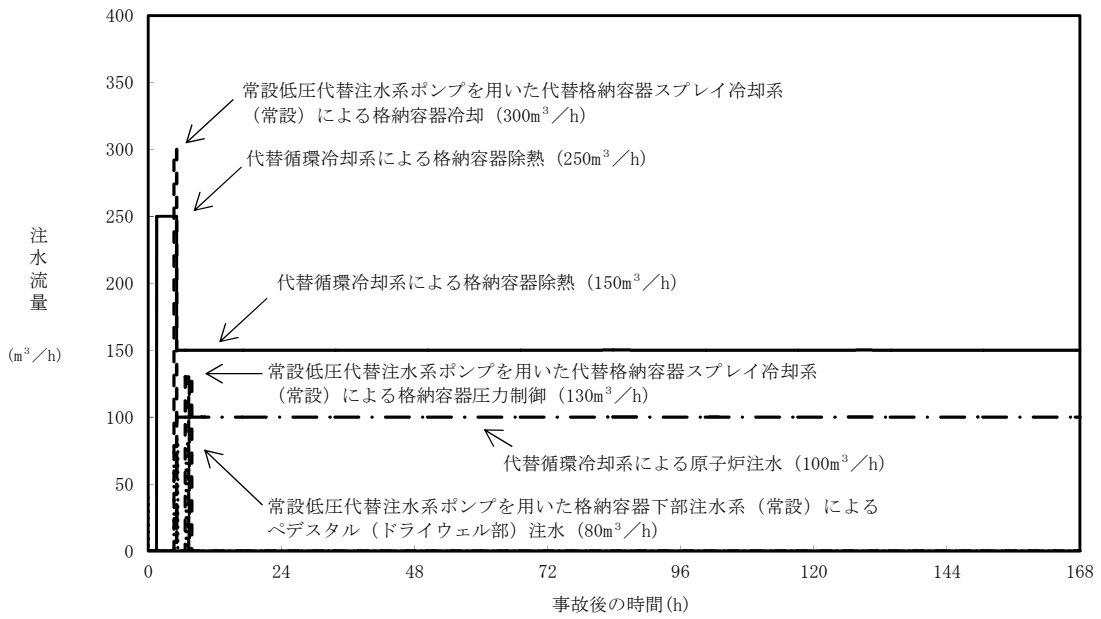 400
350
300
250
200
150
100
50
0
注水流量
(m³／h)
常設低圧代替注水系ポンプを用いた代替格納容器スプレイ冷却系
（常設）による格納容器冷却（300m³／h）
代替循環冷却系による格納容器除熱（250m³／h）
代替循環冷却系による格納容器除熱（150m³／h）
常設低圧代替注水系ポンプを用いた代替格納容器スプレイ冷却系
（常設）による格納容器圧力制御（130m³／h）
代替循環冷却系による原子炉注水（100m³／h）
常設低圧代替注水系ポンプを用いた格納容器下部注水系（常設）による
ペデスタル（ドライウェル部）注水（80m³／h）
0 24 48 72 96 120 144 168
事故後の時間(h)